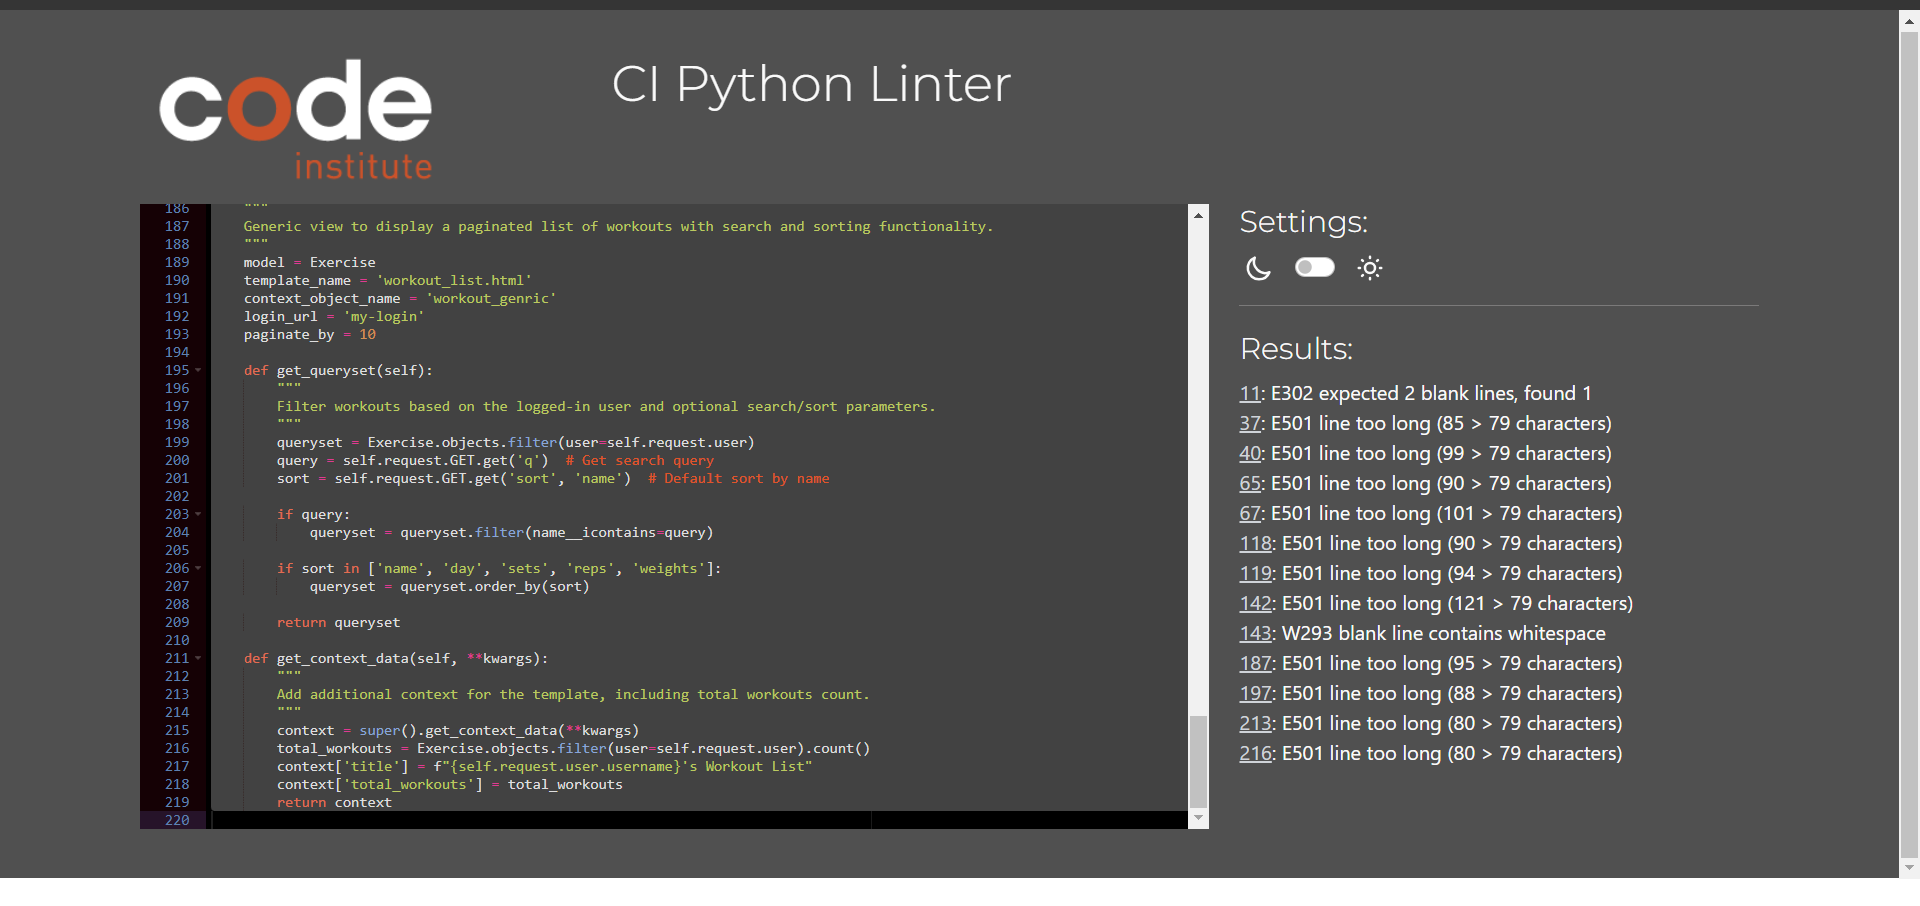 code
institute
CI Python Linter
186 """
187 Generic view to display a paginated list of workouts with search and sorting functionality.
188 """
189 model = Exercise
190 template_name = 'workout_list.html'
191 context_object_name = 'workout_genric'
192 login_url = 'my-login'
193 paginate_by = 10
194
195 def get_queryset(self):
196 """
197 Filter workouts based on the logged-in user and optional search/sort parameters.
198 """
199 queryset = Exercise.objects.filter(user=self.request.user)
200 query = self.request.GET.get('q')  # Get search query
201 sort = self.request.GET.get('sort', 'name')  # Default sort by name
202
203 if query:
204 queryset = queryset.filter(name__icontains=query)
205
206 if sort in ['name', 'day', 'sets', 'reps', 'weights']:
207 queryset = queryset.order_by(sort)
208
209 return queryset
210
211 def get_context_data(self, **kwargs):
212 """
213 Add additional context for the template, including total workouts count.
214 """
215 context = super().get_context_data(**kwargs)
216 total_workouts = Exercise.objects.filter(user=self.request.user).count()
217 context['title'] = f"{self.request.user.username}'s Workout List"
218 context['total_workouts'] = total_workouts
219 return context
220
Settings:
Results:
11: E302 expected 2 blank lines, found 1
37: E501 line too long (85 > 79 characters)
40: E501 line too long (99 > 79 characters)
65: E501 line too long (90 > 79 characters)
67: E501 line too long (101 > 79 characters)
118: E501 line too long (90 > 79 characters)
119: E501 line too long (94 > 79 characters)
142: E501 line too long (121 > 79 characters)
143: W293 blank line contains whitespace
187: E501 line too long (95 > 79 characters)
197: E501 line too long (88 > 79 characters)
213: E501 line too long (80 > 79 characters)
216: E501 line too long (80 > 79 characters)